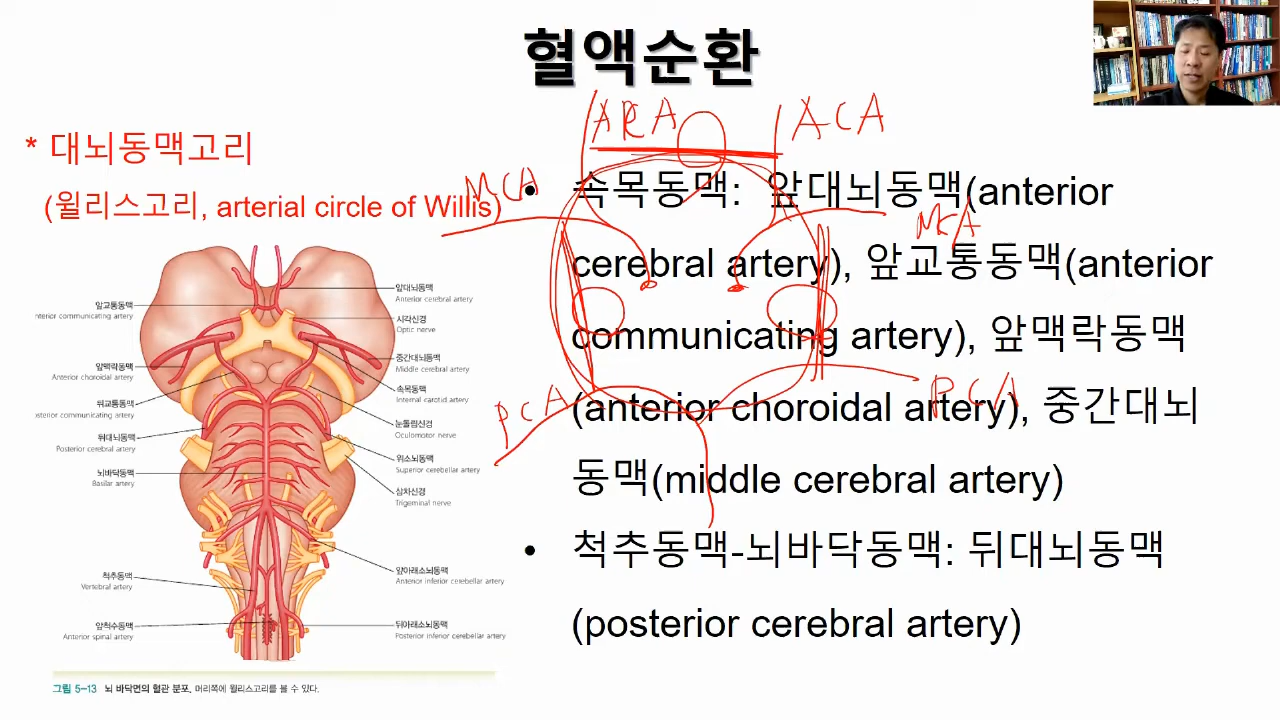 혈액순환
* 대뇌동맥고리
(윌리스고리, arterial circle of Willis)
ACA
ACA
MCA
MCA
PCA
PCA
• 속목동맥: 앞대뇌동맥(anterior
cerebral artery), 앞교통동맥(anterior
communicating artery), 앞맥락동맥
(anterior choroidal artery), 중간대뇌
동맥(middle cerebral artery)
• 척추동맥-뇌바닥동맥: 뒤대뇌동맥
(posterior cerebral artery)
앞교통동맥
nterior communicating artery
앞맥락동맥
Anterior choroidal artery
뒤교통동맥
osterior communicating artery
뒤대뇌동맥
Posterior cerebral artery
뇌바닥동맥
Basilar artery
척추동맥
Vertebral artery
앞척수동맥
Anterior spinal artery
앞대뇌동맥
Anterior cerebral artery
시각신경
Optic nerve
중간대뇌동맥
Middle cerebral artery
속목동맥
Internal carotid artery
눈돌림신경
Oculomotor nerve
위소뇌동맥
Superior cerebellar artery
삼차신경
Trigeminal nerve
앞아래소뇌동맥
Anterior inferior cerebellar artery
뒤아래소뇌동맥
Posterior inferior cerebellar artery
그림 5-13 뇌 바닥면의 혈관 분포. 머리쪽에 윌리스고리를 볼 수 있다.